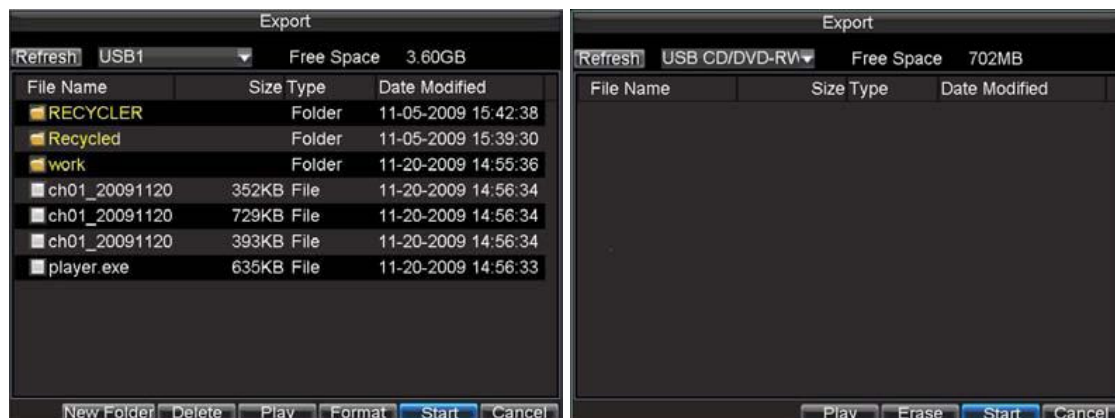 Export
Refresh USB1 Free Space 3.60GB
File Name Size Type Date Modified
RECYCLER Folder 11-05-2009 15:42:38
Recycled Folder 11-05-2009 15:39:30
work Folder 11-20-2009 14:55:36
ch01_20091120 352KB File 11-20-2009 14:56:34
ch01_20091120 729KB File 11-20-2009 14:56:34
ch01_20091120 393KB File 11-20-2009 14:56:34
player.exe 635KB File 11-20-2009 14:56:33
New Folder Delete Play Format Start Cancel
Export
Refresh USB CD/DVD-RW Free Space 702MB
File Name Size Type Date Modified
Play Erase Start Cancel